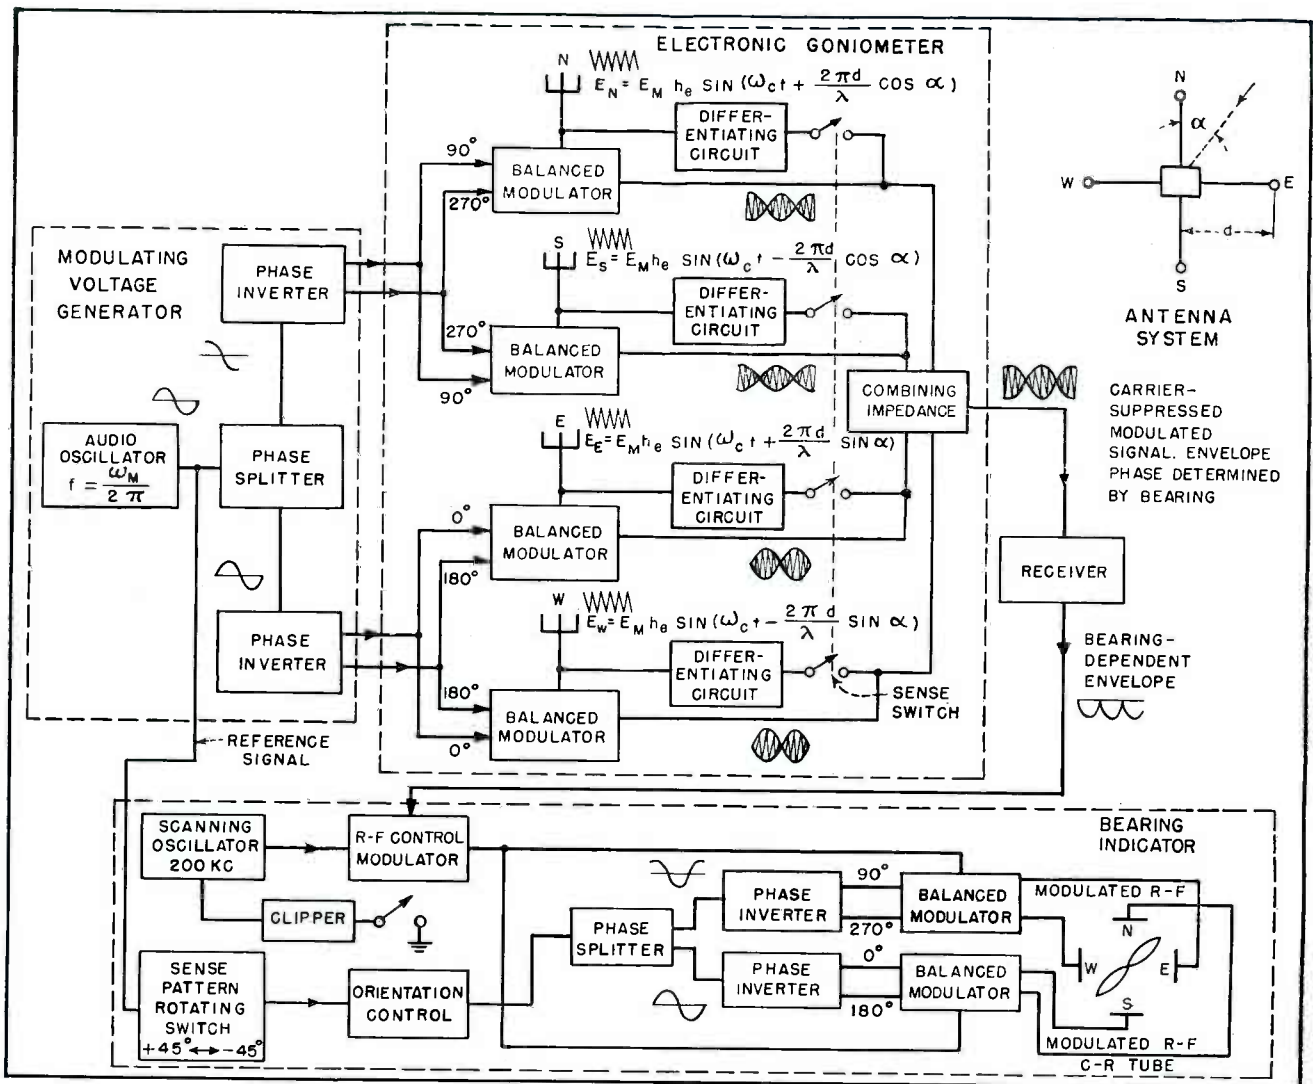 ELECTRONIC GONIOMETER
N
E_N = E_M h_e SIN (ω_c t + 2πd/λ COS α)
DIFFER-
ENTIATING
CIRCUIT
90°
270°
BALANCED
MODULATOR
S
E_S = E_M h_e SIN (ω_c t - 2πd/λ COS α)
DIFFER-
ENTIATING
CIRCUIT
270°
90°
BALANCED
MODULATOR
COMBINING
IMPEDANCE
E
E_E = E_M h_e SIN (ω_c t + 2πd/λ SIN α)
DIFFER-
ENTIATING
CIRCUIT
0°
180°
BALANCED
MODULATOR
W
E_W = E_M h_e SIN (ω_c t - 2πd/λ SIN α)
DIFFER-
ENTIATING
CIRCUIT
SENSE
SWITCH
180°
0°
BALANCED
MODULATOR
MODULATING
VOLTAGE
GENERATOR
PHASE
INVERTER
AUDIO
OSCILLATOR
f = ω_M/2π
PHASE
SPLITTER
PHASE
INVERTER
REFERENCE
SIGNAL
N
α
W
E
d
S
ANTENNA
SYSTEM
CARRIER-
SUPPRESSED
MODULATED
SIGNAL. ENVELOPE
PHASE DETERMINED
BY BEARING
RECEIVER
BEARING-
DEPENDENT
ENVELOPE
BEARING
INDICATOR
SCANNING
OSCILLATOR
200 KC
R-F CONTROL
MODULATOR
CLIPPER
SENSE
PATTERN
ROTATING
SWITCH
+45° ↔ -45°
ORIENTATION
CONTROL
PHASE
SPLITTER
PHASE
INVERTER
90°
270°
BALANCED
MODULATOR
PHASE
INVERTER
0°
180°
BALANCED
MODULATOR
MODULATED R-F
N
W
E
S
MODULATED R-F
C-R TUBE